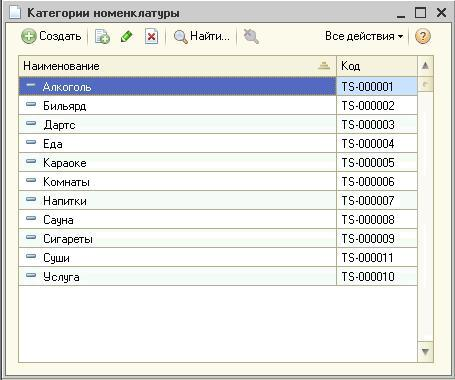 Категории номенклатуры
Создать Найти... Все действия
Наименование Код
Алкоголь TS-000001
Бильярд TS-000002
Дартс TS-000003
Еда TS-000004
Караоке TS-000005
Комнаты TS-000006
Напитки TS-000007
Сауна TS-000008
Сигареты TS-000009
Суши TS-000011
Услуга TS-000010